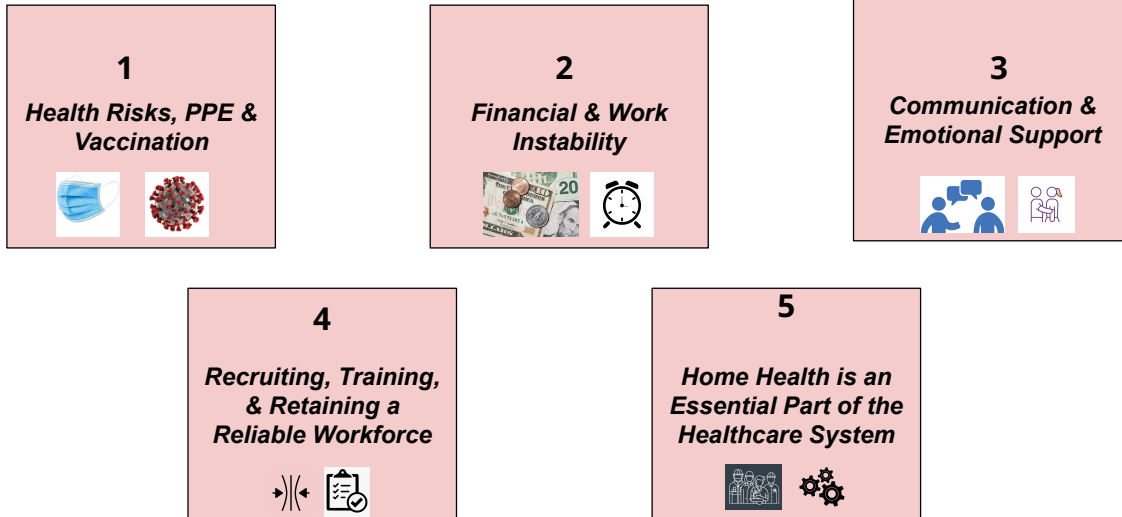 1
Health Risks, PPE &
Vaccination
2
Financial & Work
Instability
20
3
Communication &
Emotional Support
4
Recruiting, Training,
& Retaining a
Reliable Workforce
5
Home Health is an
Essential Part of the
Healthcare System